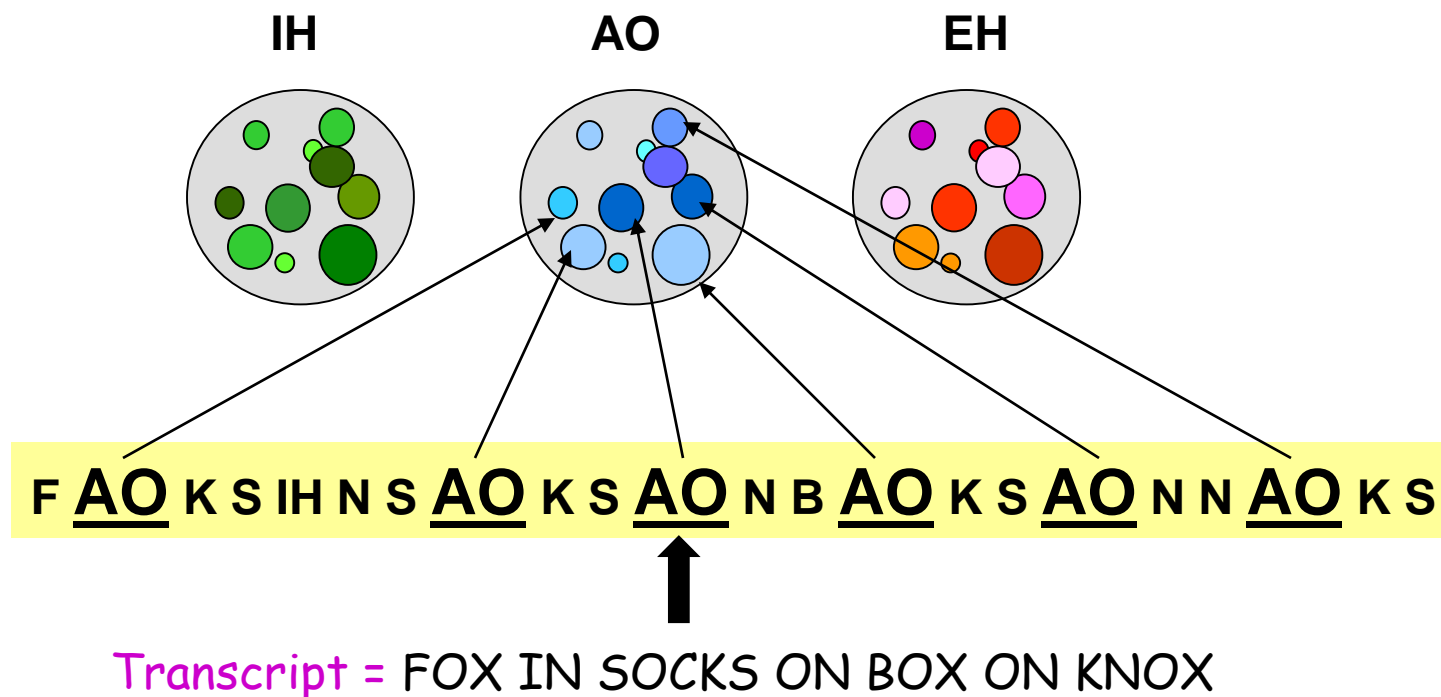 IH AO EH
F AO K S IH N S AO K S AO N B AO K S AO N N AO K S
Transcript = FOX IN SOCKS ON BOX ON KNOX